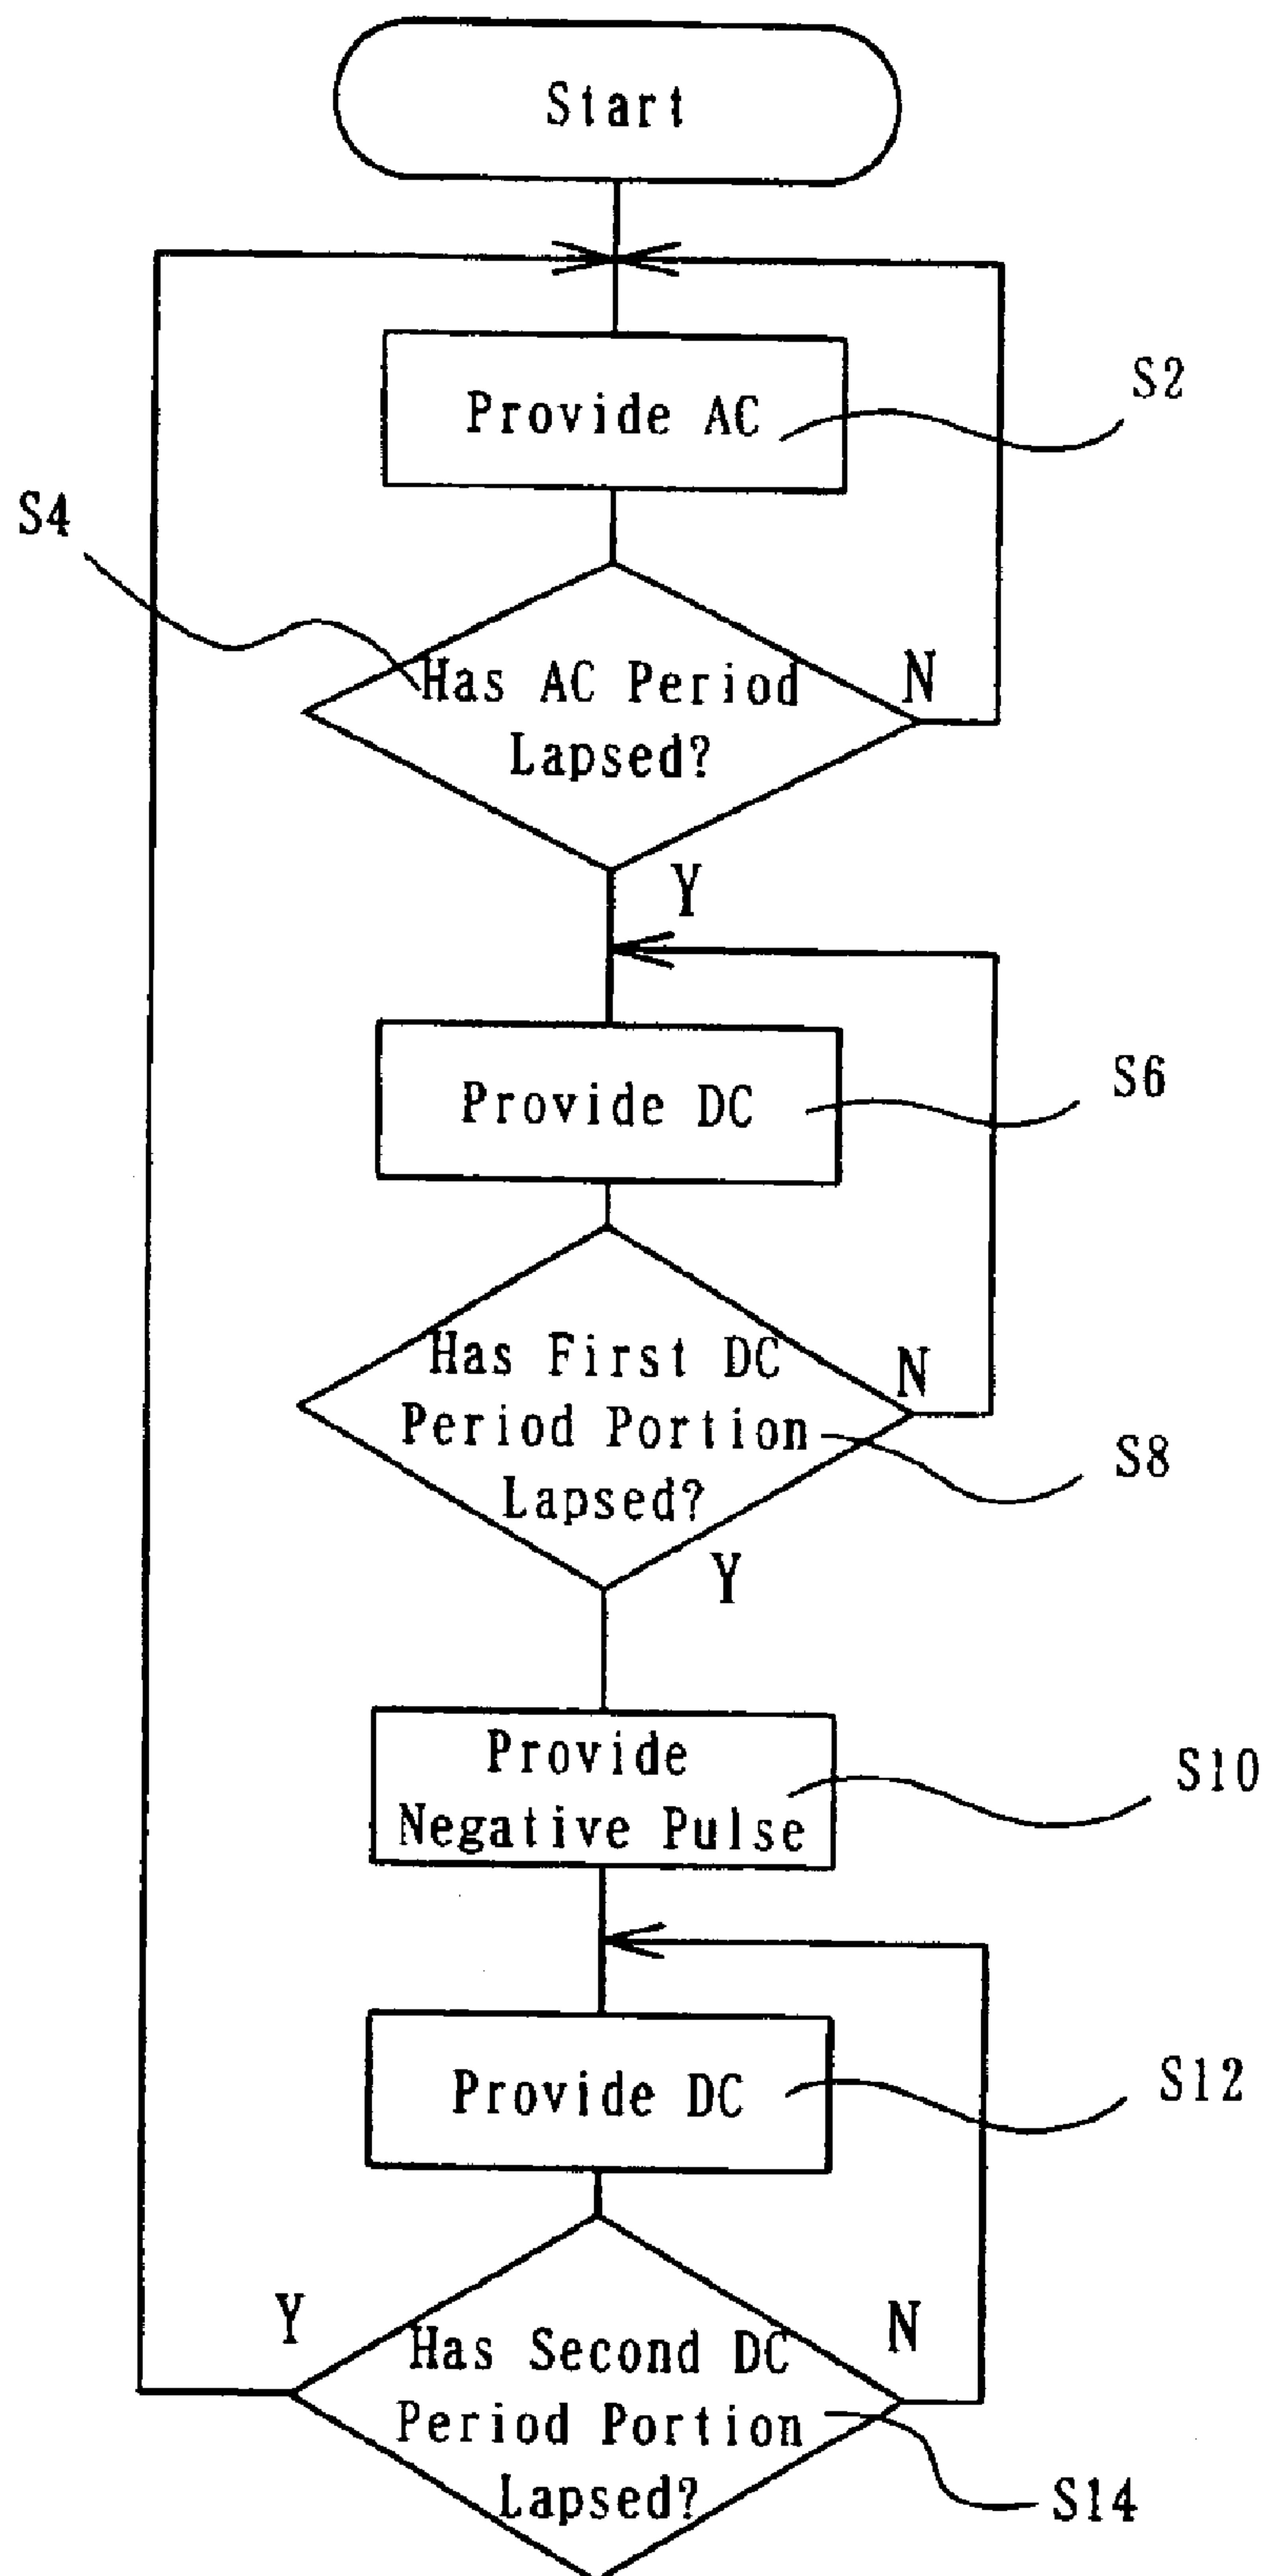 Start
Provide AC
S2
S4
Has AC Period
Lapsed?
N
Y
Provide DC
S6
Has First DC
Period Portion
Lapsed?
N
S8
Y
Provide
Negative Pulse
S10
Provide DC
S12
Y
Has Second DC
Period Portion
Lapsed?
N
S14